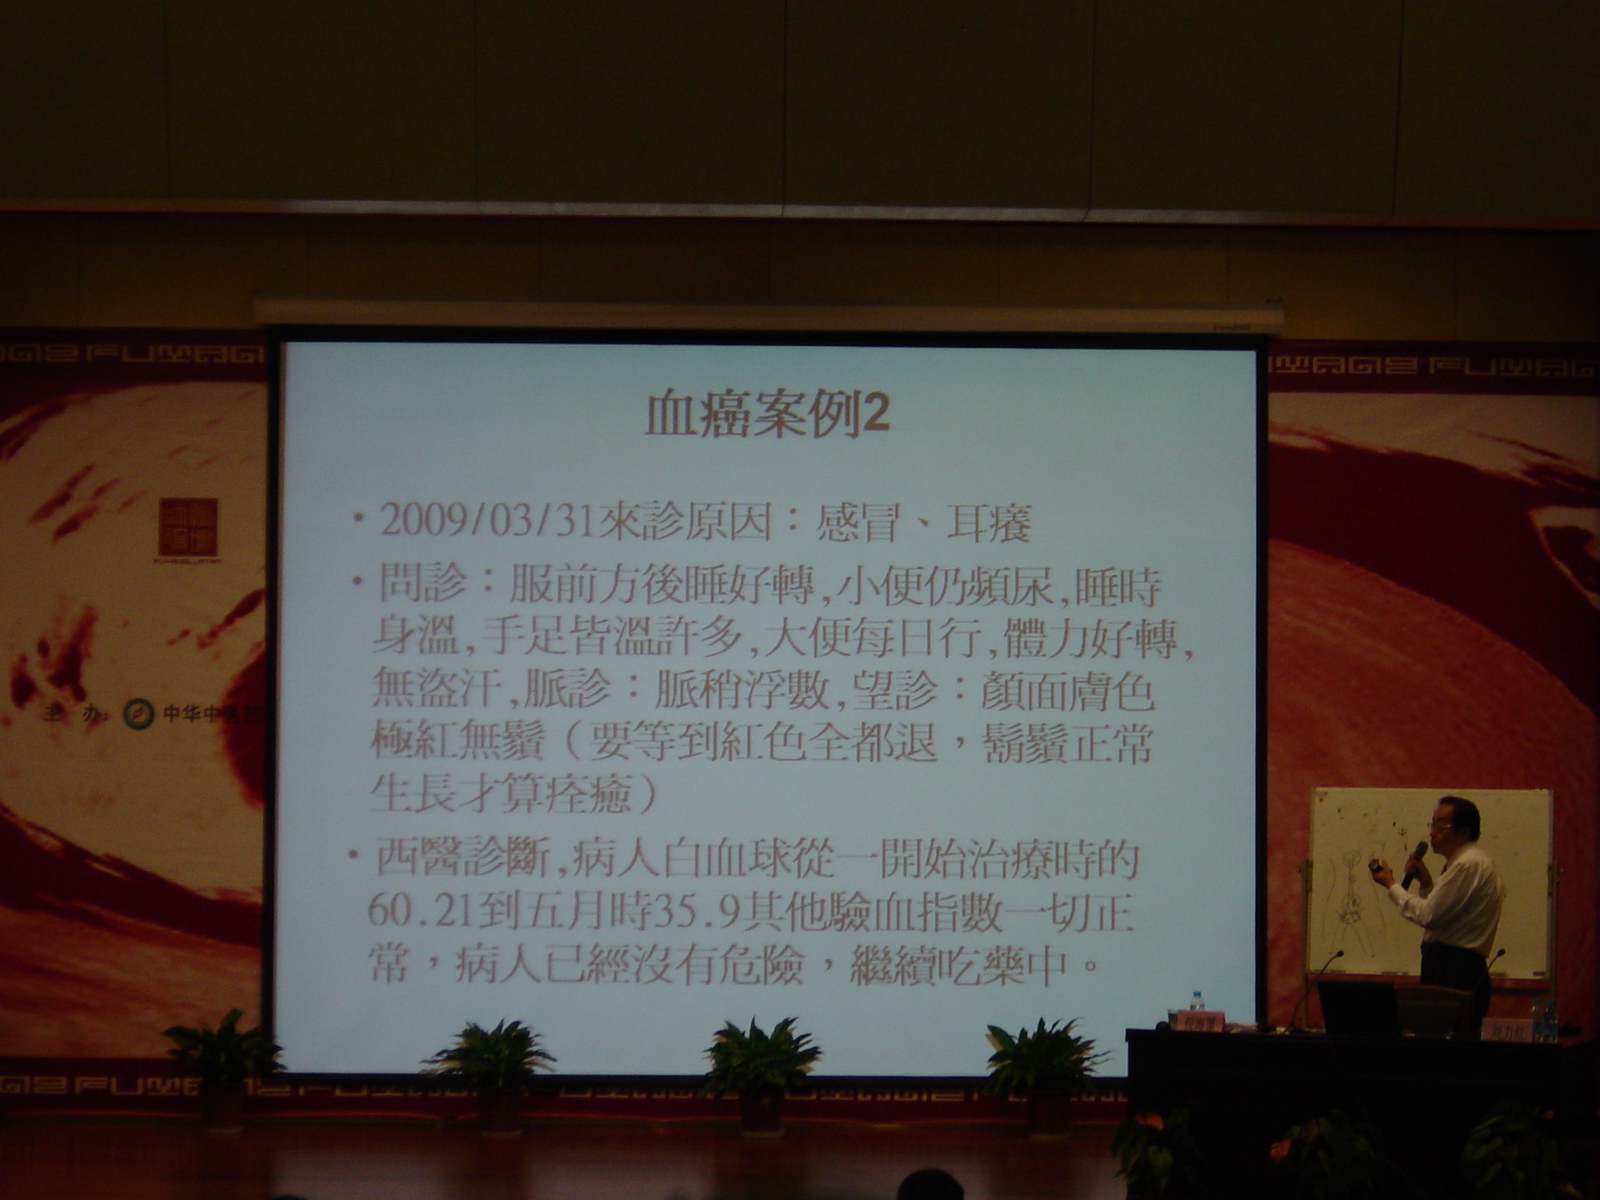 血癌案例2
• 2009/03/31來診原因：感冒、耳癢
• 問診：服前方後睡好轉,小便仍頻尿,睡時
身溫,手足皆溫許多,大便每日行,體力好轉,
無盜汗,脈診：脈稍浮數,望診：顏面膚色
極紅無鬚（要等到紅色全都退，鬍鬚正常
生長才算痊癒）
• 西醫診斷,病人白血球從一開始治療時的
60.21到五月時35.9其他驗血指數一切正
常，病人已經沒有危險，繼續吃藥中。
主 办: 中华中医药